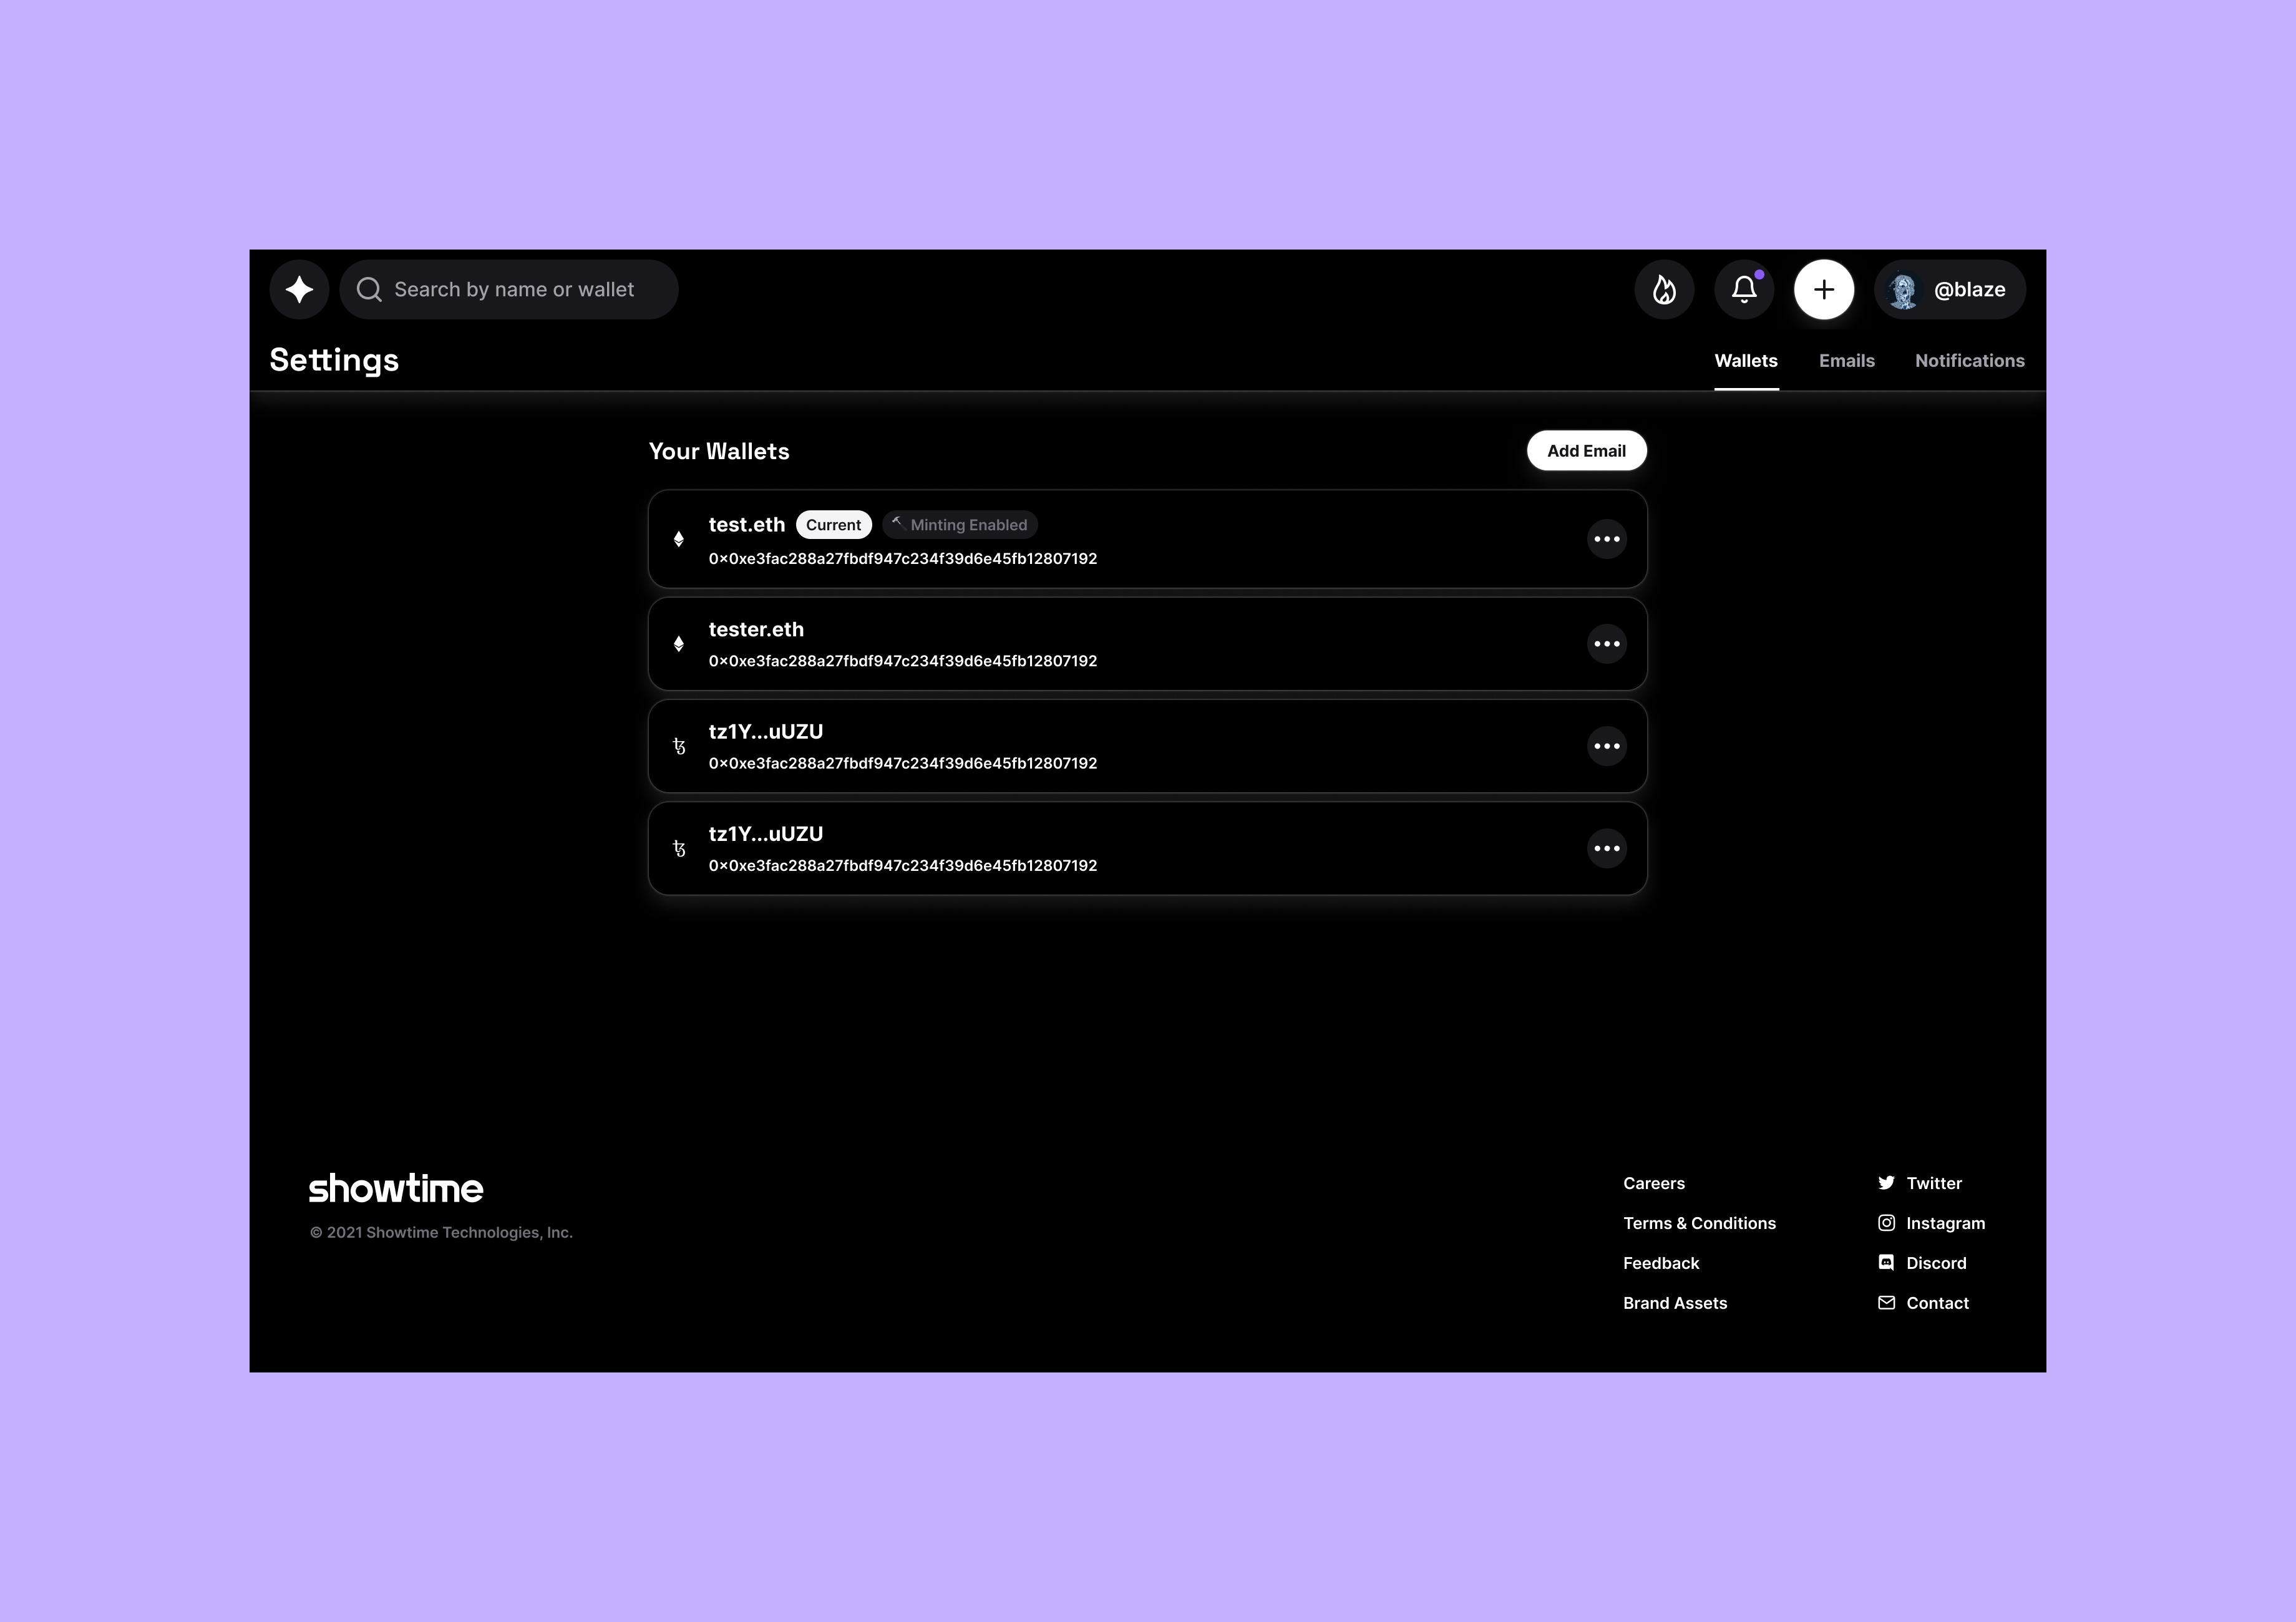 Search by name or wallet
@blaze
Settings
Wallets
Emails
Notifications
Your Wallets
Add Email
test.eth
Current
Minting Enabled
0×0xe3fac288a27fbdf947c234f39d6e45fb12807192
tester.eth
0×0xe3fac288a27fbdf947c234f39d6e45fb12807192
tz1Y...uUZU
0×0xe3fac288a27fbdf947c234f39d6e45fb12807192
tz1Y...uUZU
0×0xe3fac288a27fbdf947c234f39d6e45fb12807192
showtime
© 2021 Showtime Technologies, Inc.
Careers
Terms & Conditions
Feedback
Brand Assets
Twitter
Instagram
Discord
Contact